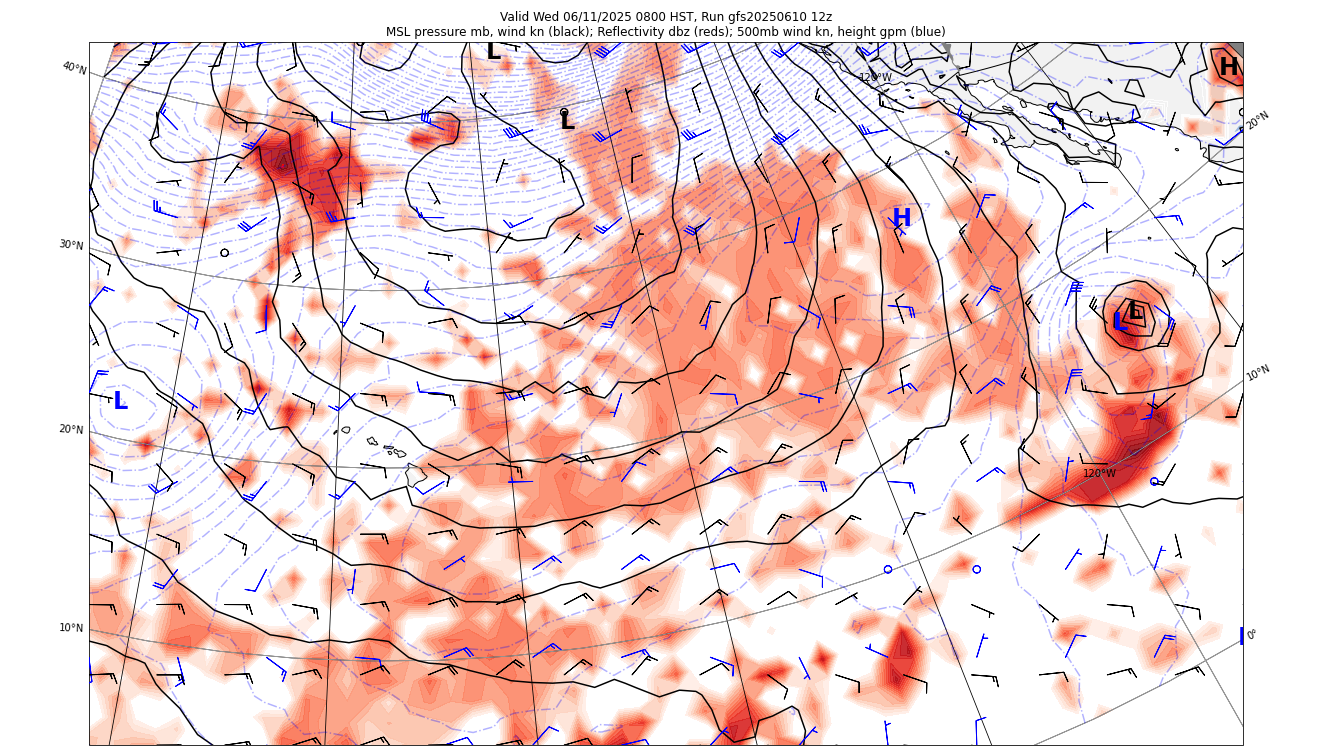 Valid Wed 06/11/2025 0800 HST, Run gfs20250610 12z
MSL pressure mb, wind kn (black); Reflectivity dbz (reds); 500mb wind kn, height gpm (blue)
L
H
40°N
120°W
L
20°N
H
30°N
L
L
10°N
L
20°N
120°W
10°N
0°